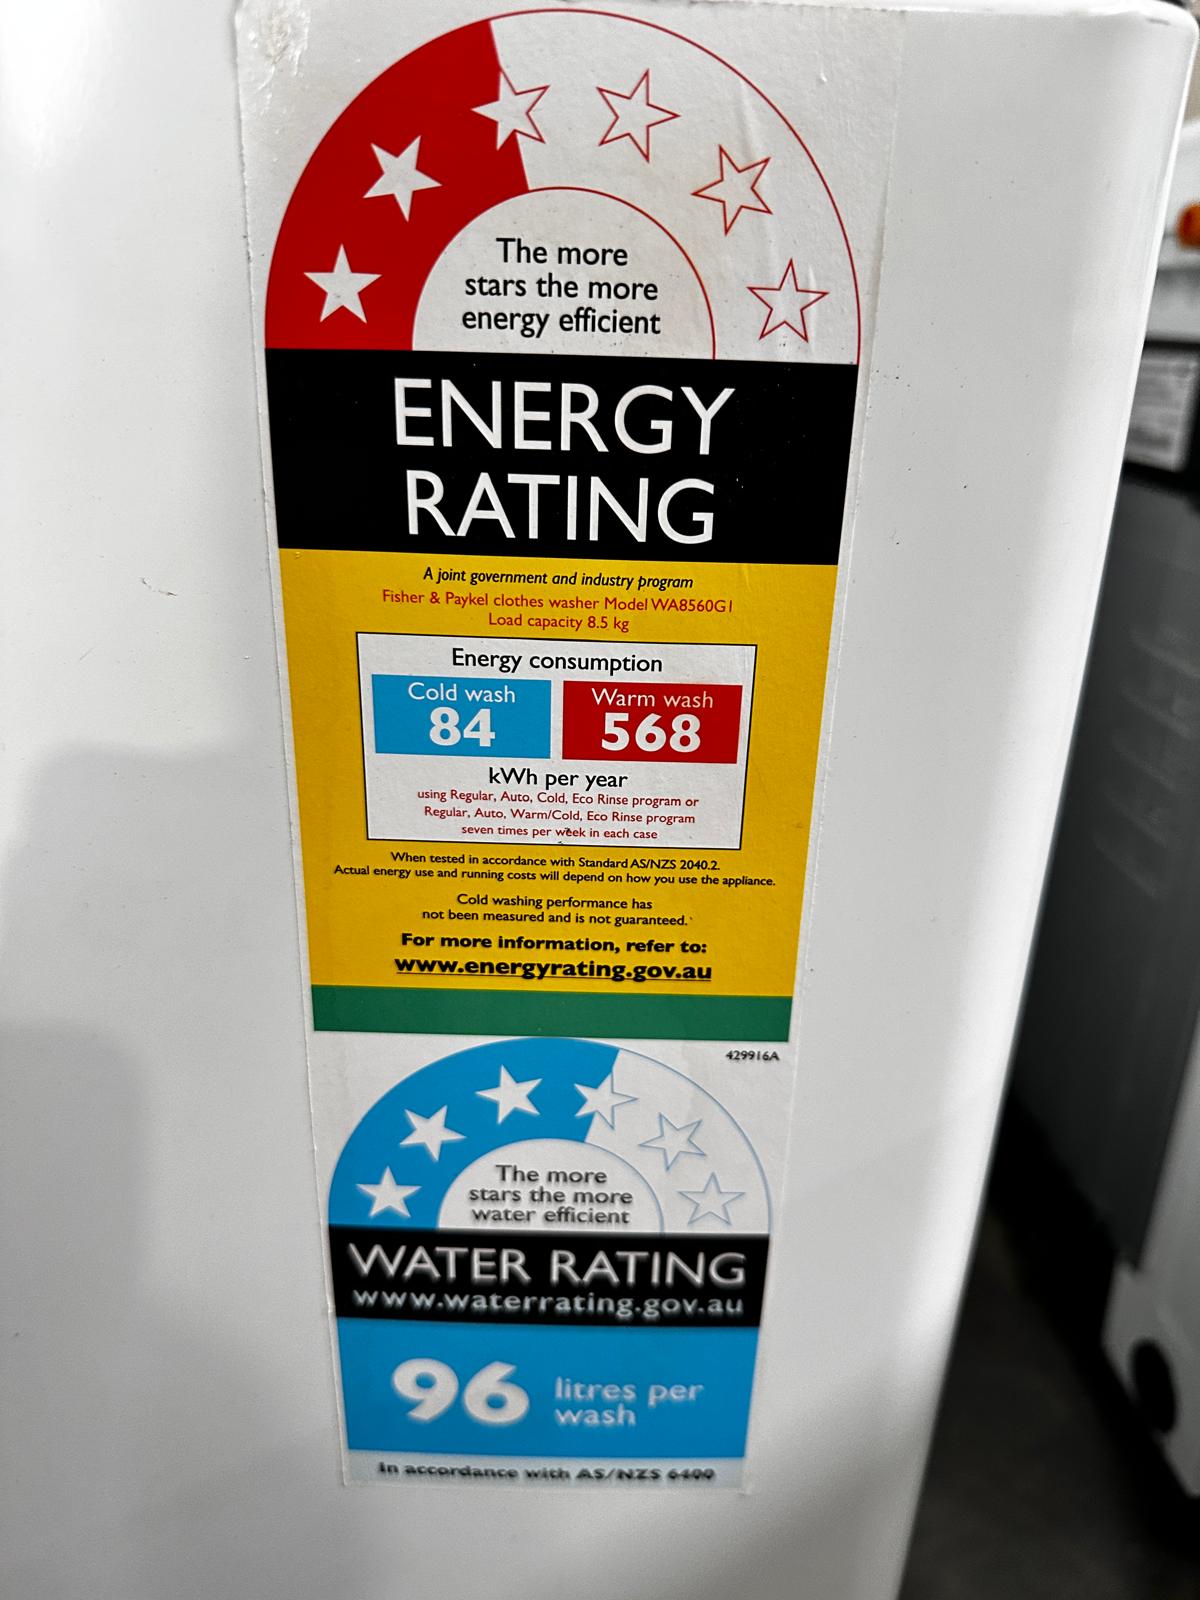 The more
stars the more
energy efficient
ENERGY
RATING
A joint government and industry program
Fisher & Paykel clothes washer Model WA8560G1
Load capacity 8.5 kg
Energy consumption
Cold wash
84
Warm wash
568
kWh per year
using Regular, Auto, Cold, Eco Rinse program or
Regular, Auto, Warm/Cold, Eco Rinse program
seven times per week in each case
When tested in accordance with Standard AS/NZS 2040.2.
Actual energy use and running costs will depend on how you use the appliance.
Cold washing performance has
not been measured and is not guaranteed.
For more information, refer to:
www.energyrating.gov.au
429916A
The more
stars the more
water efficient
WATER RATING
www.waterrating.gov.au
96 litres per
wash
In accordance with AS/NZS 6400